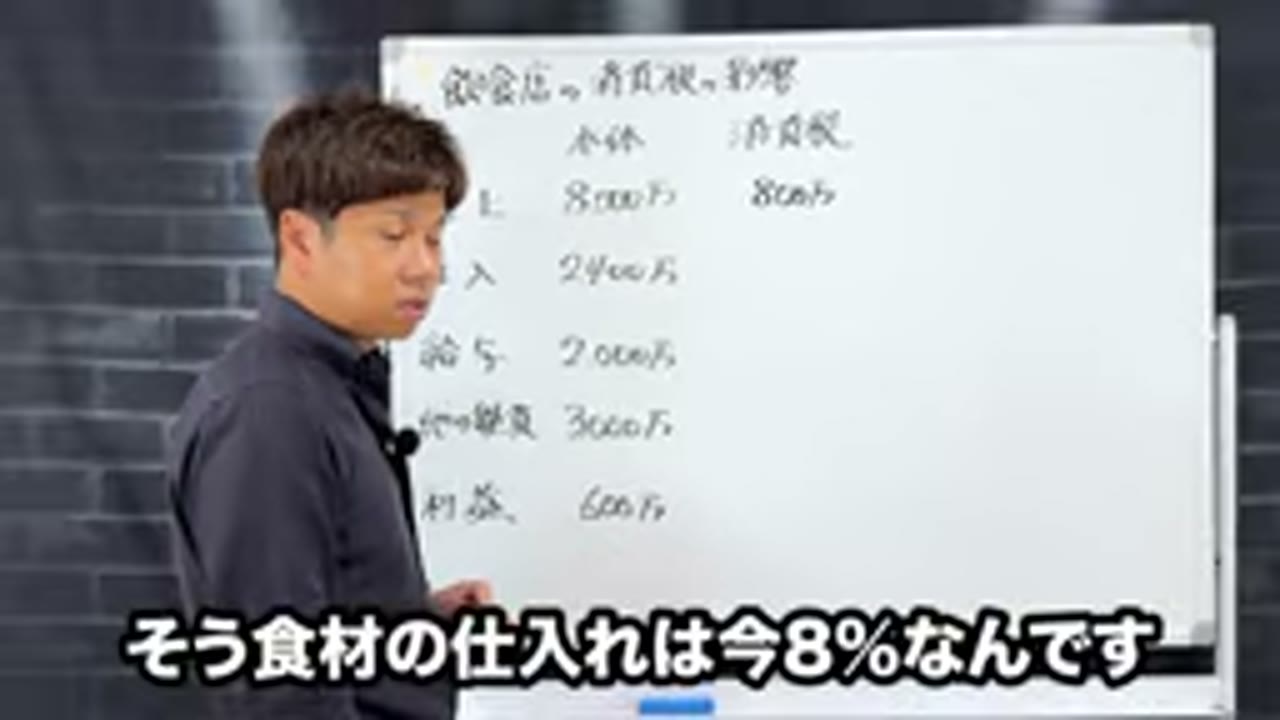 飲食店の消費税の影響
本体 消費税
上 8000万 800万
入 2400万
給与 2000万
他の経費 3000万
利益 600万
そう食材の仕入れは今8%なんです